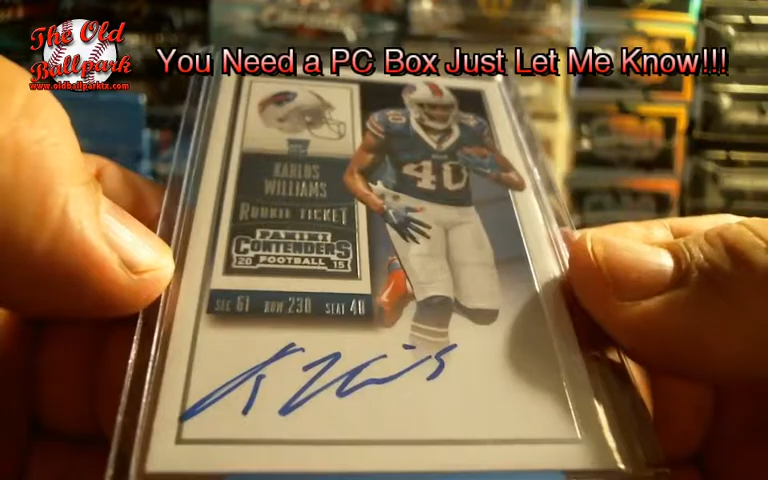 The Old
Ballpark
www.oldballparktx.com
You Need a PC Box Just Let Me Know!!!
KARLOS
WILLIAMS
ROOKIE TICKET
PANINI
CONTENDERS
20 FOOTBALL 15
SEC 61 ROW 230 SEAT 40
40
40